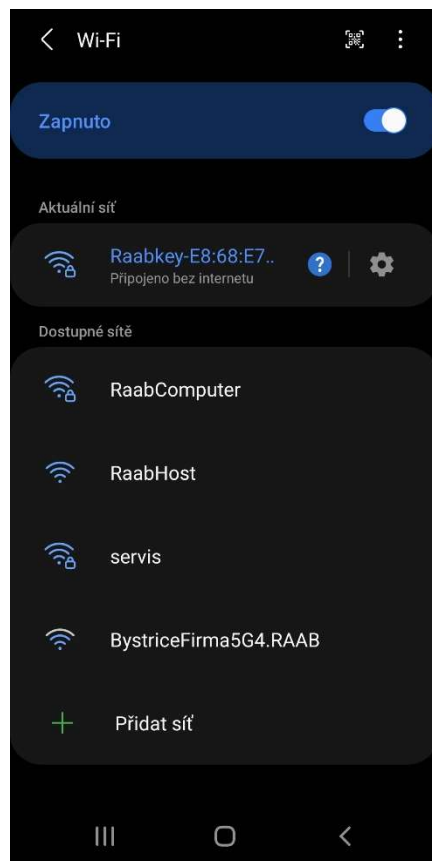 Wi-Fi
Zapnuto
Aktuální síť
Raabkey-E8:68:E7..
Připojeno bez internetu
Dostupné sítě
RaabComputer
RaabHost
servis
BystriceFirma5G4.RAAB
Přidat síť